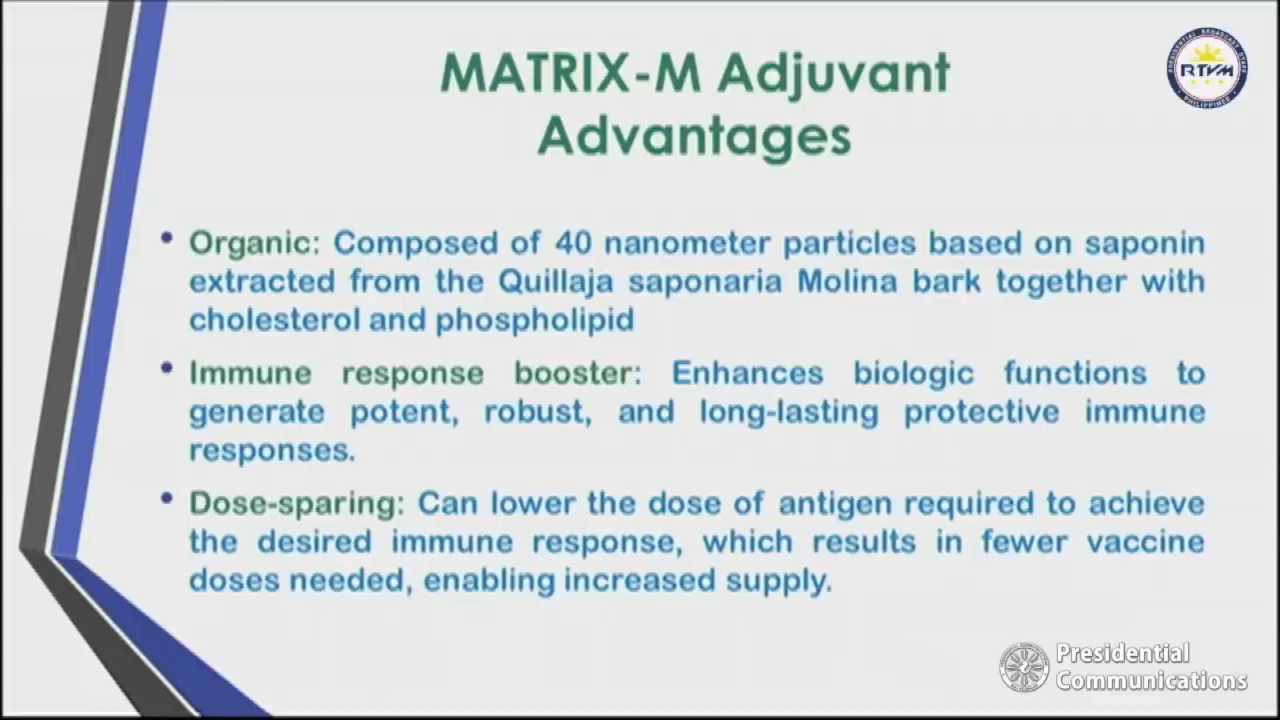 MATRIX-M Adjuvant
Advantages
RTVM
PHILIPPINES
• Organic: Composed of 40 nanometer particles based on saponin
extracted from the Quillaja saponaria Molina bark together with
cholesterol and phospholipid
• Immune response booster: Enhances biologic functions to
generate potent, robust, and long-lasting protective immune
responses.
• Dose-sparing: Can lower the dose of antigen required to achieve
the desired immune response, which results in fewer vaccine
doses needed, enabling increased supply.
Presidential
Communications